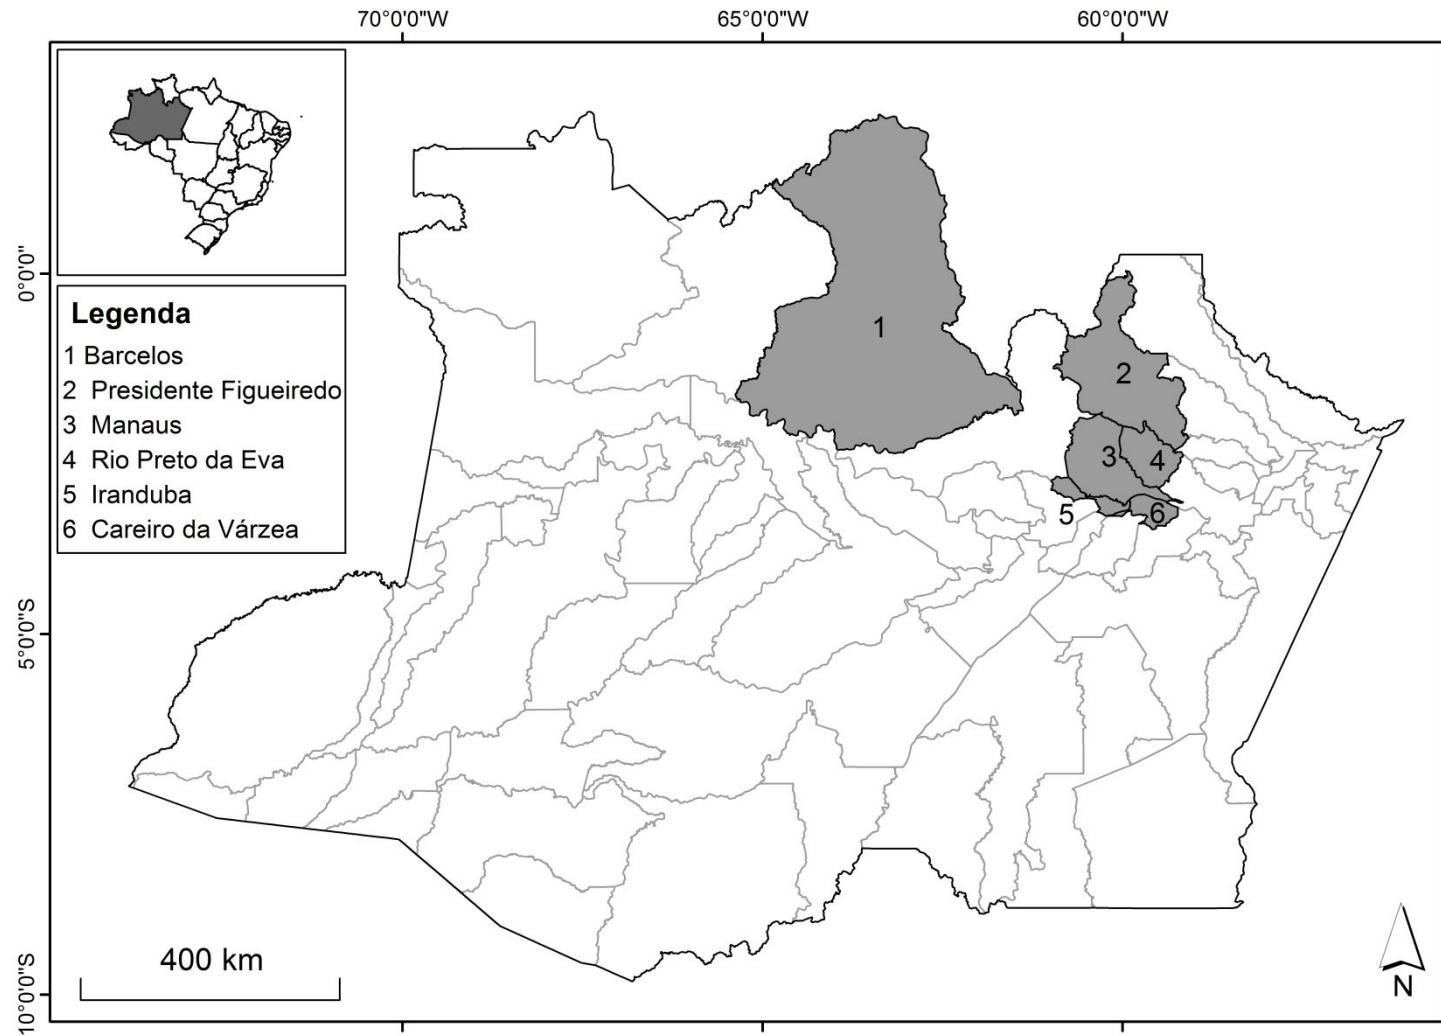 70°0'0"W 65°0'0"W 60°0'0"W
0°0'0"
5°0'0"S
10°0'0"S
Legenda
1 Barcelos
2 Presidente Figueiredo
3 Manaus
4 Rio Preto da Eva
5 Iranduba
6 Careiro da Várzea
1
2
3
4
5
6
400 km
N